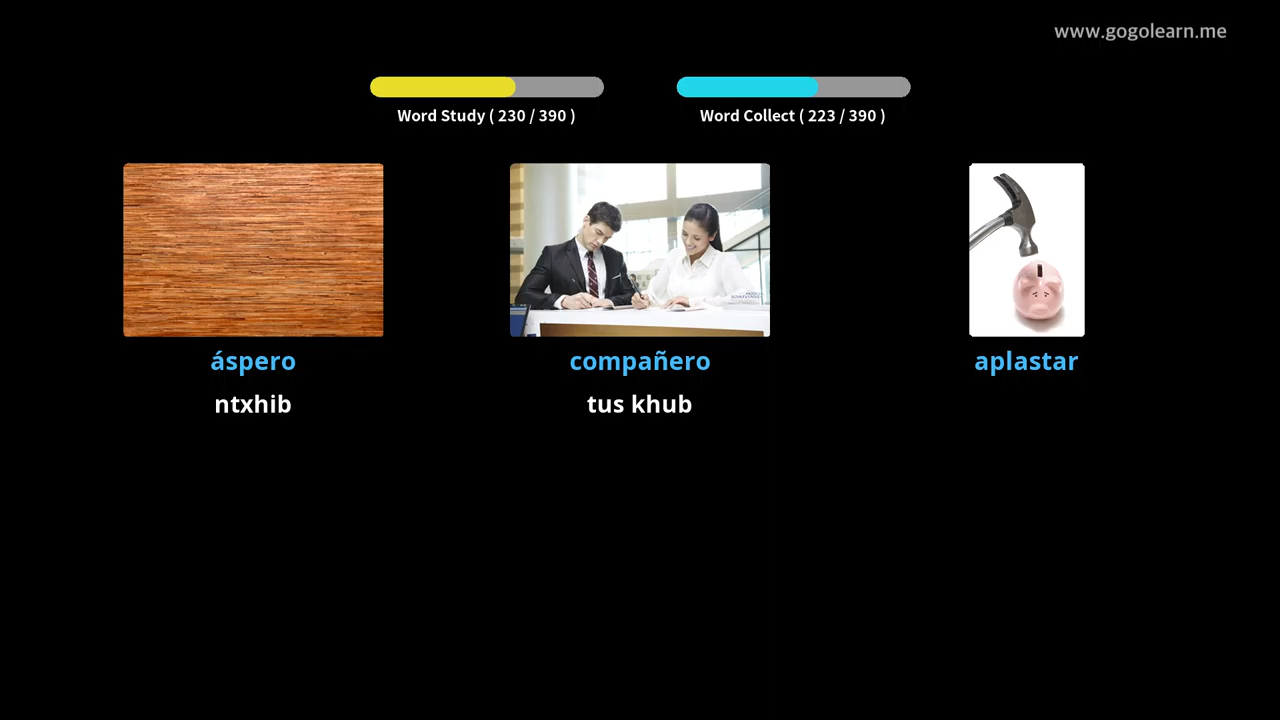 www.gogolearn.me
Word Study ( 230 / 390 )
Word Collect ( 223 / 390 )
áspero
compañero
aplastar
ntxhib
tus khub